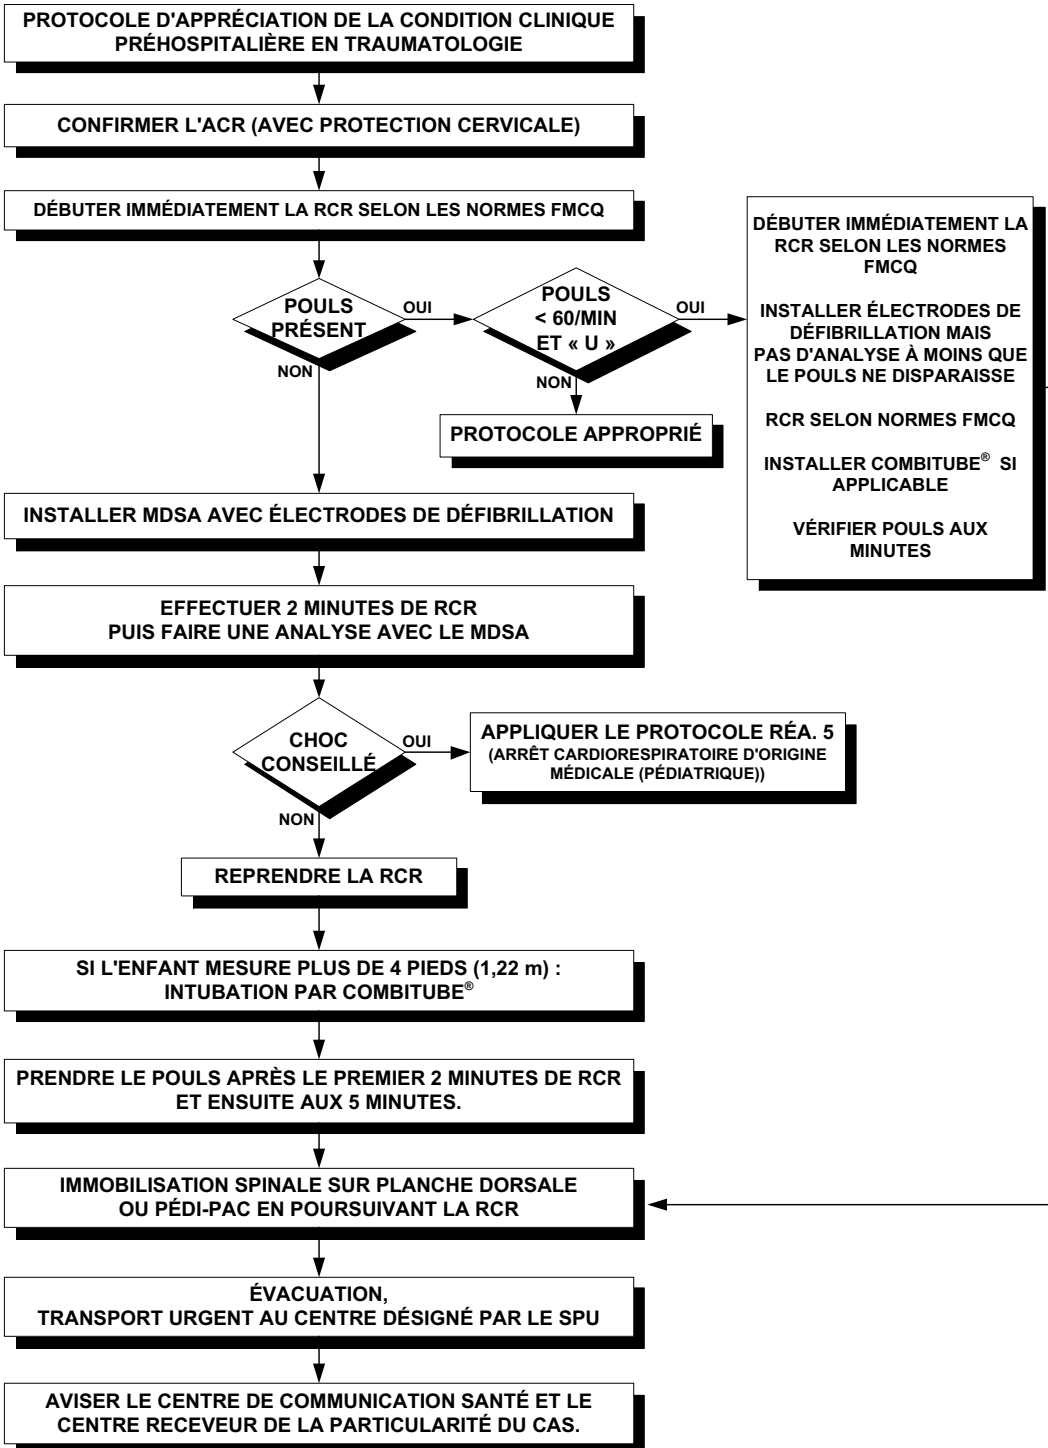 PROTOCOLE D'APPRÉCIATION DE LA CONDITION CLINIQUE
PRÉHOSPITALIÈRE EN TRAUMATOLOGIE
CONFIRMER L'ACR (AVEC PROTECTION CERVICALE)
DÉBUTER IMMÉDIATEMENT LA RCR SELON LES NORMES FMCQ
POULS
PRÉSENT
OUI
NON
POULS
< 60/MIN
ET « U »
OUI
NON
PROTOCOLE APPROPRIÉ
DÉBUTER IMMÉDIATEMENT LA
RCR SELON LES NORMES
FMCQ
INSTALLER ÉLECTRODES DE
DÉFIBRILLATION MAIS
PAS D'ANALYSE À MOINS QUE
LE POULS NE DISPARAISSE
RCR SELON NORMES FMCQ
INSTALLER COMBITUBE® SI
APPLICABLE
VÉRIFIER POULS AUX
MINUTES
INSTALLER MDSA AVEC ÉLECTRODES DE DÉFIBRILLATION
EFFECTUER 2 MINUTES DE RCR
PUIS FAIRE UNE ANALYSE AVEC LE MDSA
CHOC
CONSEILLÉ
OUI
NON
APPLIQUER LE PROTOCOLE RÉA. 5
(ARRÊT CARDIORESPIRATOIRE D'ORIGINE
MÉDICALE (PÉDIATRIQUE))
REPRENDRE LA RCR
SI L'ENFANT MESURE PLUS DE 4 PIEDS (1,22 m) :
INTUBATION PAR COMBITUBE®
PRENDRE LE POULS APRÈS LE PREMIER 2 MINUTES DE RCR
ET ENSUITE AUX 5 MINUTES.
IMMOBILISATION SPINALE SUR PLANCHE DORSALE
OU PÉDI-PAC EN POURSUIVANT LA RCR
ÉVACUATION,
TRANSPORT URGENT AU CENTRE DÉSIGNÉ PAR LE SPU
AVISER LE CENTRE DE COMMUNICATION SANTÉ ET LE
CENTRE RECEVEUR DE LA PARTICULARITÉ DU CAS.